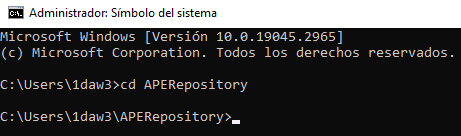 Administrador: Símbolo del sistema
Microsoft Windows [Versión 10.0.19045.2965]
(c) Microsoft Corporation. Todos los derechos reservados.
C:\Users\1daw3>cd APERepository
C:\Users\1daw3\APERepository>